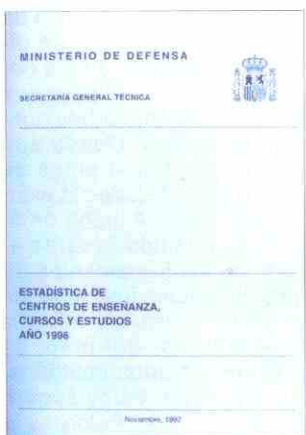 MINISTERIO DE DEFENSA
SECRETARÍA GENERAL TÉCNICA
ESTADÍSTICA DE
CENTROS DE ENSEÑANZA,
CURSOS Y ESTUDIOS
AÑO 1996
Noviembre, 1997